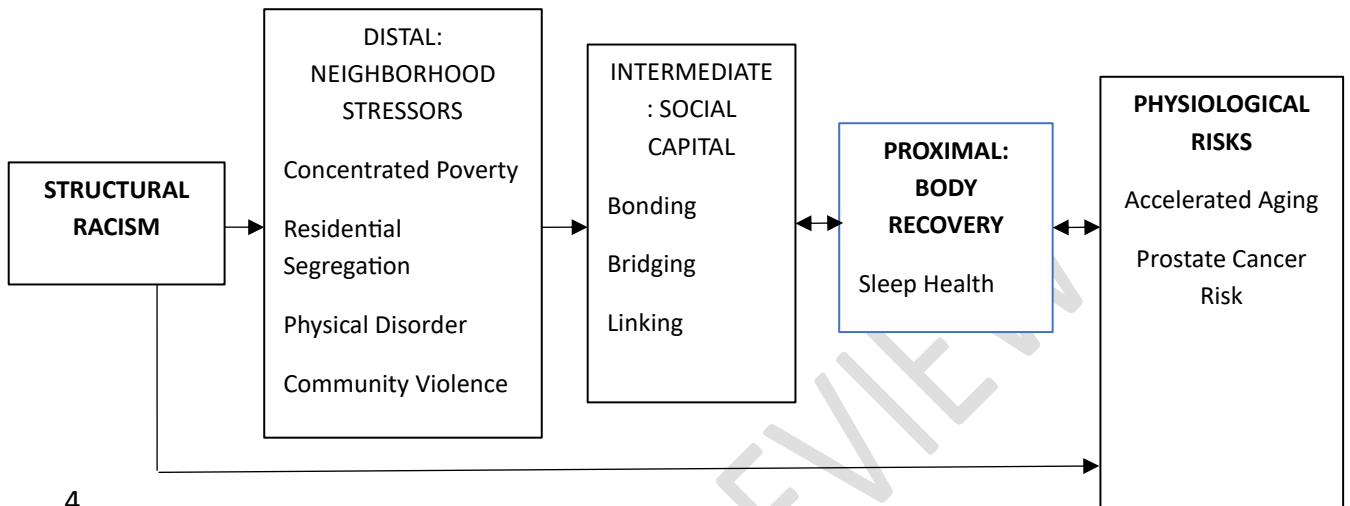 STRUCTURAL
RACISM
DISTAL:
NEIGHBORHOOD
STRESSORS
Concentrated Poverty
Residential
Segregation
Physical Disorder
Community Violence
INTERMEDIATE
: SOCIAL
CAPITAL
Bonding
Bridging
Linking
PROXIMAL:
BODY
RECOVERY
Sleep Health
PHYSIOLOGICAL
RISKS
Accelerated Aging
Prostate Cancer
Risk
4